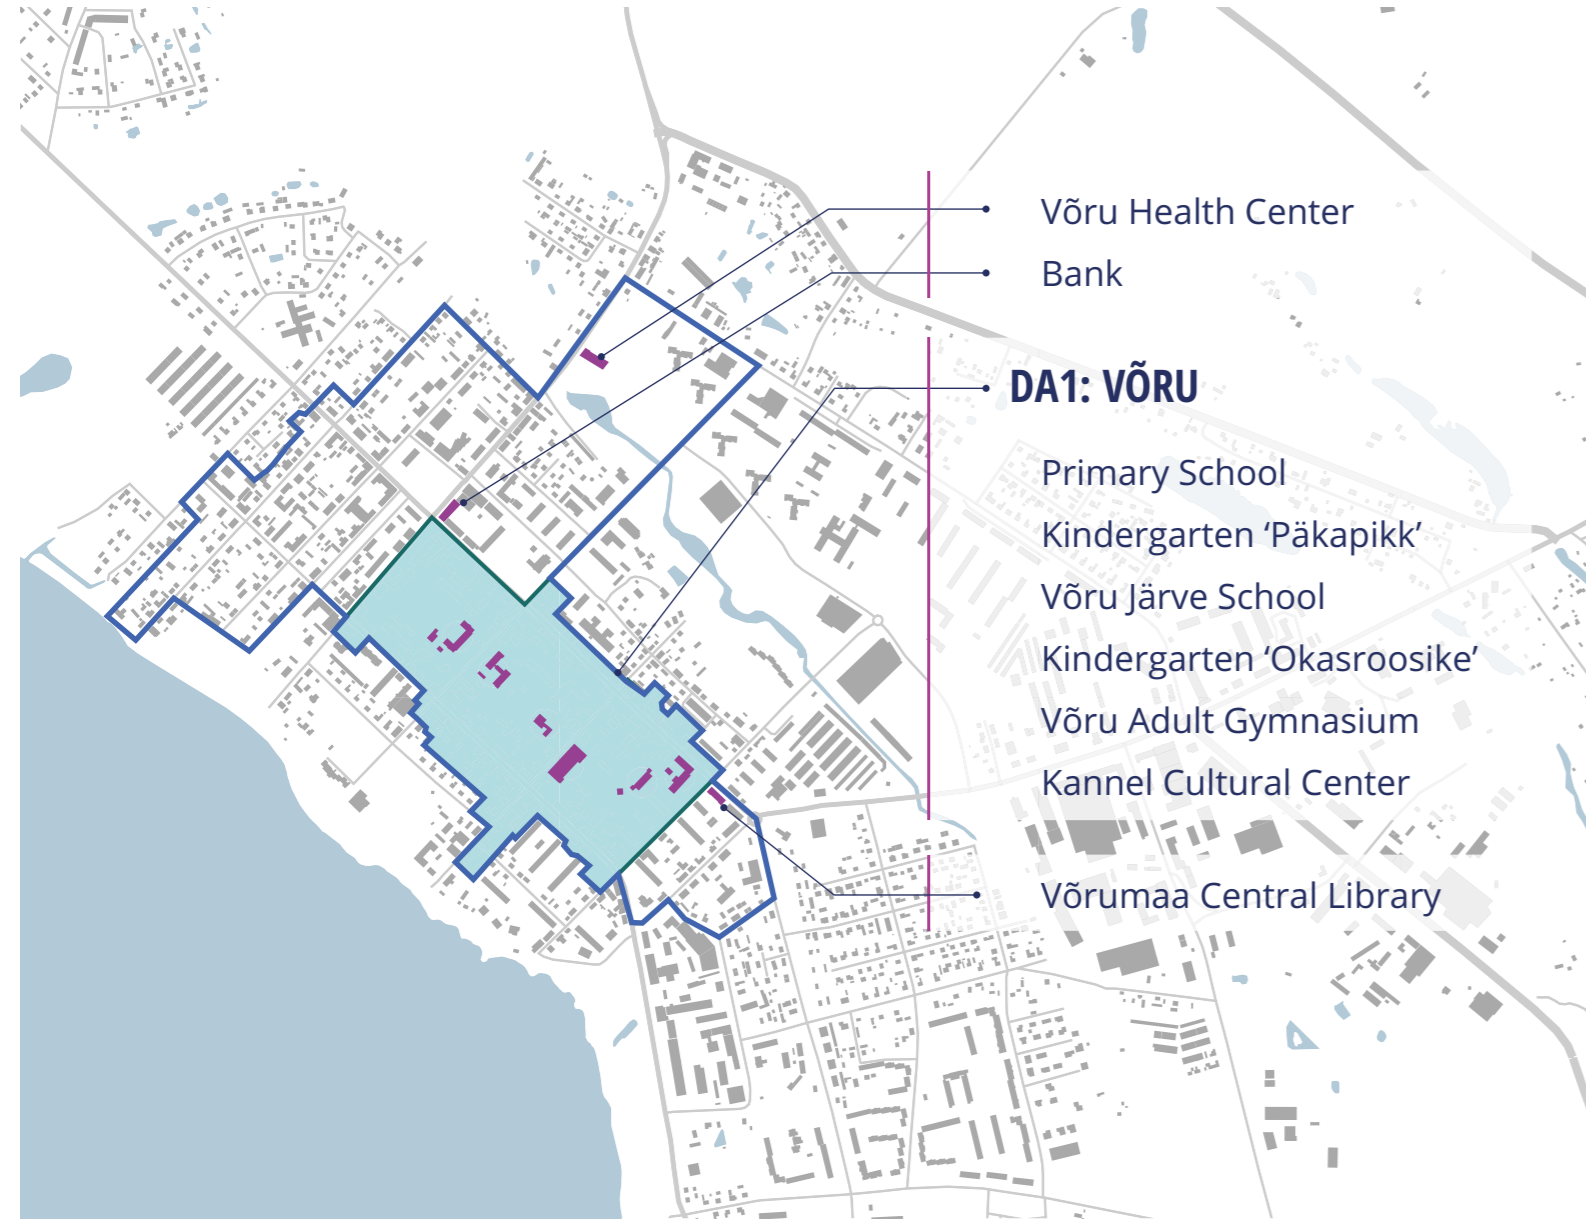 Võru Health Center
Bank
DA1: VÕRU
Primary School
Kindergarten ‘Päkapikk’
Võru Järve School
Kindergarten ‘Okasroosike’
Võru Adult Gymnasium
Kannel Cultural Center
Võrumaa Central Library